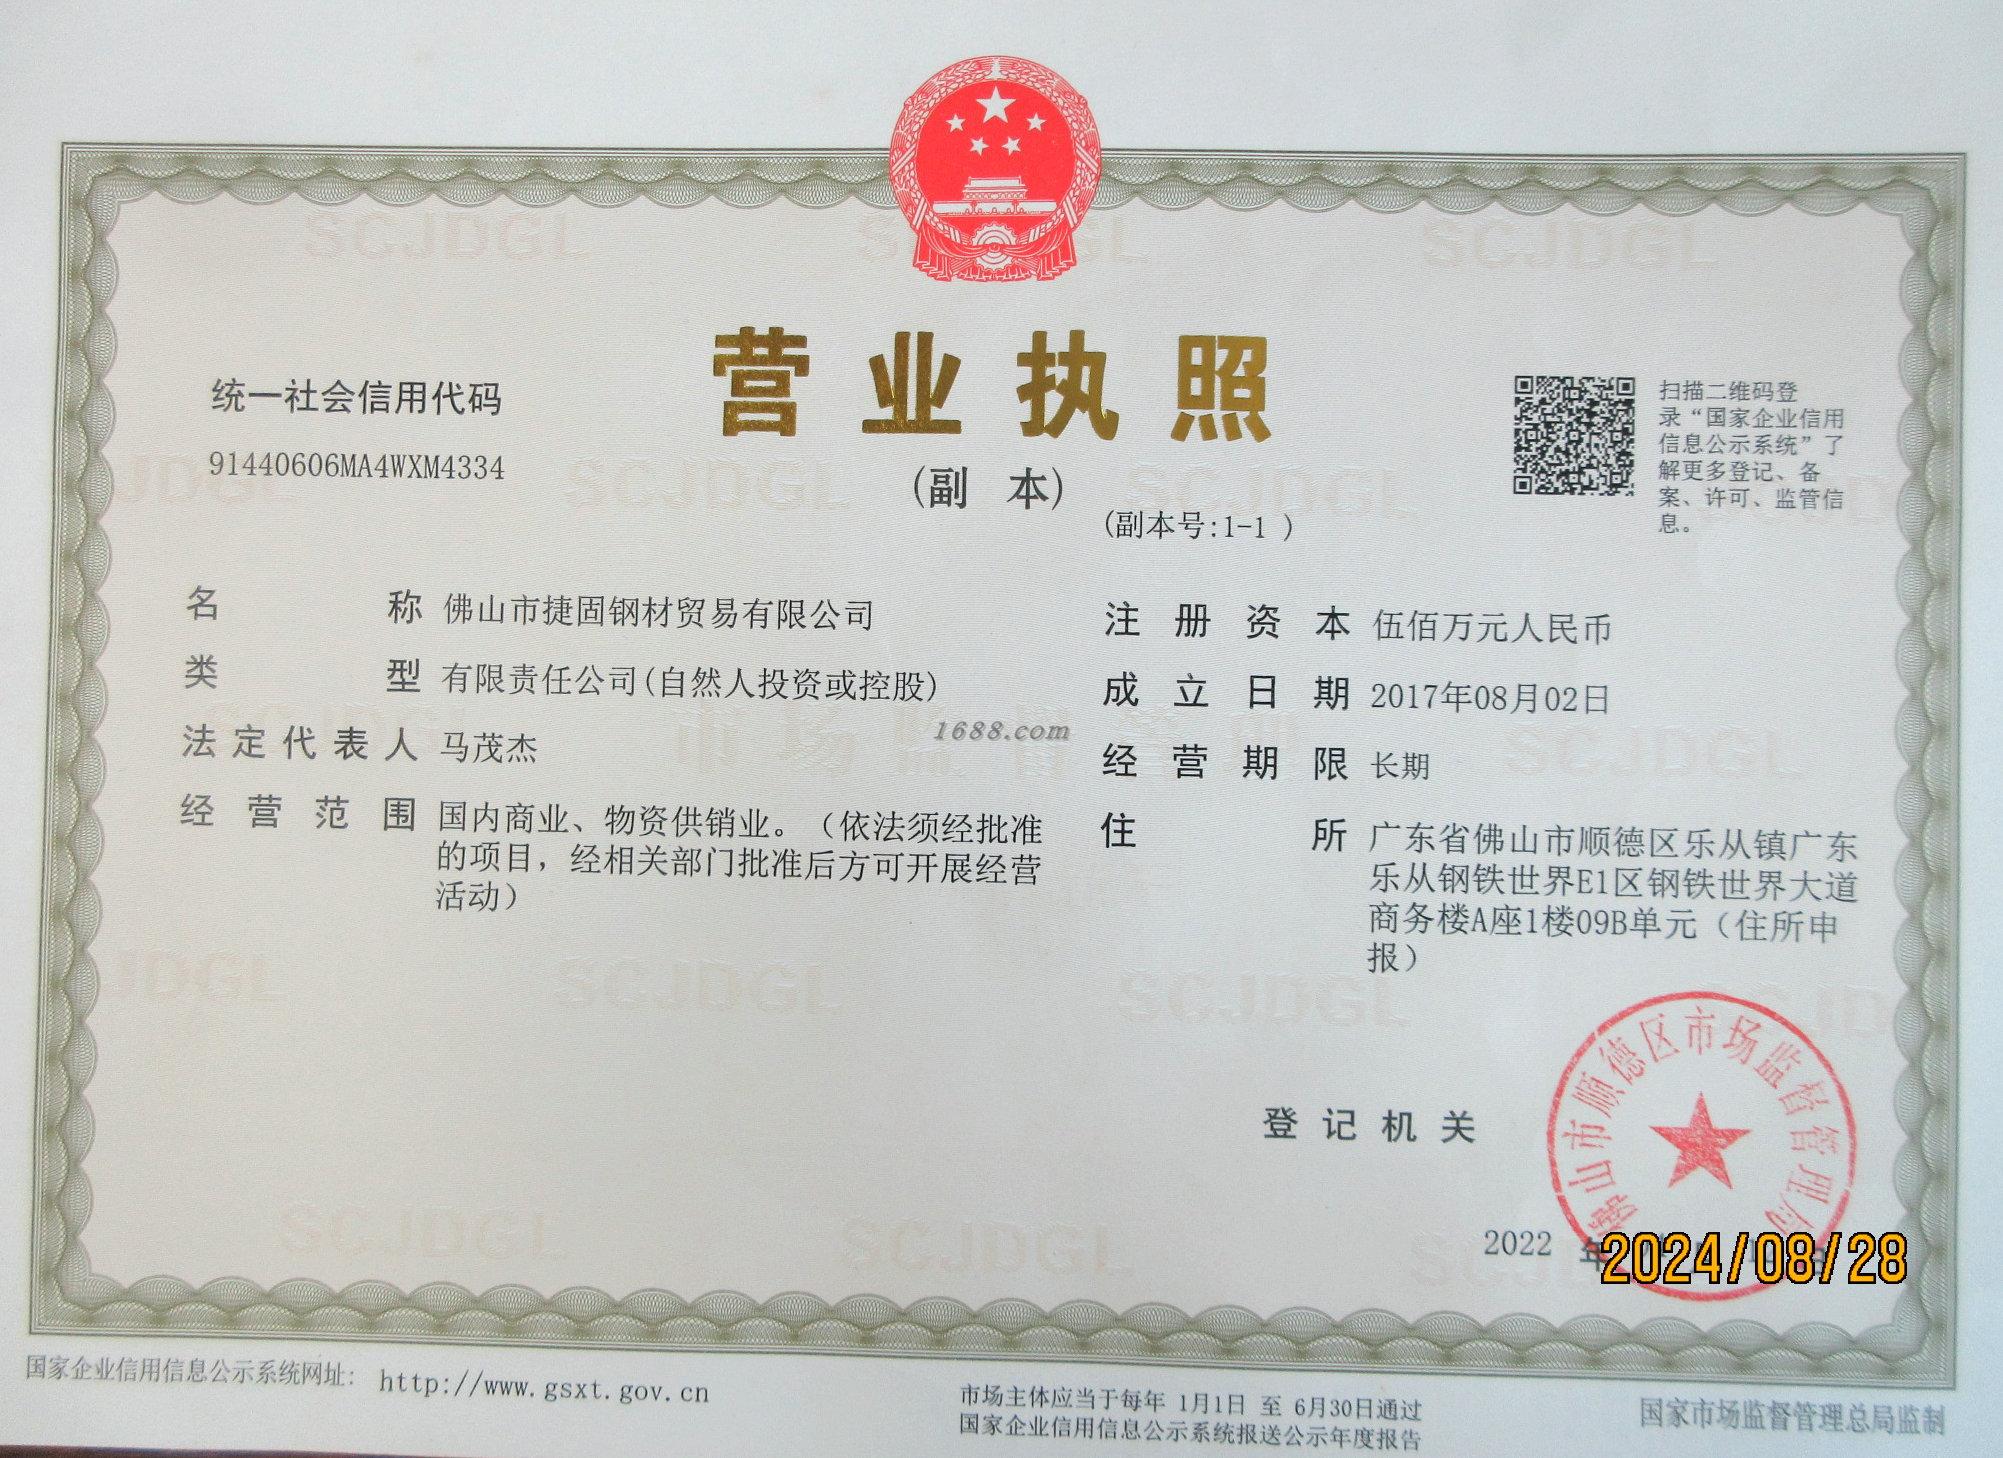 营业执照
(副 本)
(副本号:1-1 )
统一社会信用代码
91440606MA4WXM4334
扫描二维码登
录“国家企业信用
信息公示系统”了
解更多登记、备
案、许可、监管信
息。
名 称 佛山市捷固钢材贸易有限公司
类 型 有限责任公司(自然人投资或控股)
法定代表人 马茂杰
经营范围 国内商业、物资供销业。（依法须经批准
的项目，经相关部门批准后方可开展经营
活动）
注册资本 伍佰万元人民币
成立日期 2017年08月02日
经营期限 长期
住 所 广东省佛山市顺德区乐从镇广东
乐从钢铁世界E1区钢铁世界大道
商务楼A座1楼09B单元（住所申
报）
1688.com
登记机关
佛山市顺德区市场监督管理局
2022 年
2024/08/28
国家企业信用信息公示系统网址: http://www.gsxt.gov.cn
市场主体应当于每年 1月1日 至 6月30日通过
国家企业信用信息公示系统报送公示年度报告
国家市场监督管理总局监制
SCJDGL